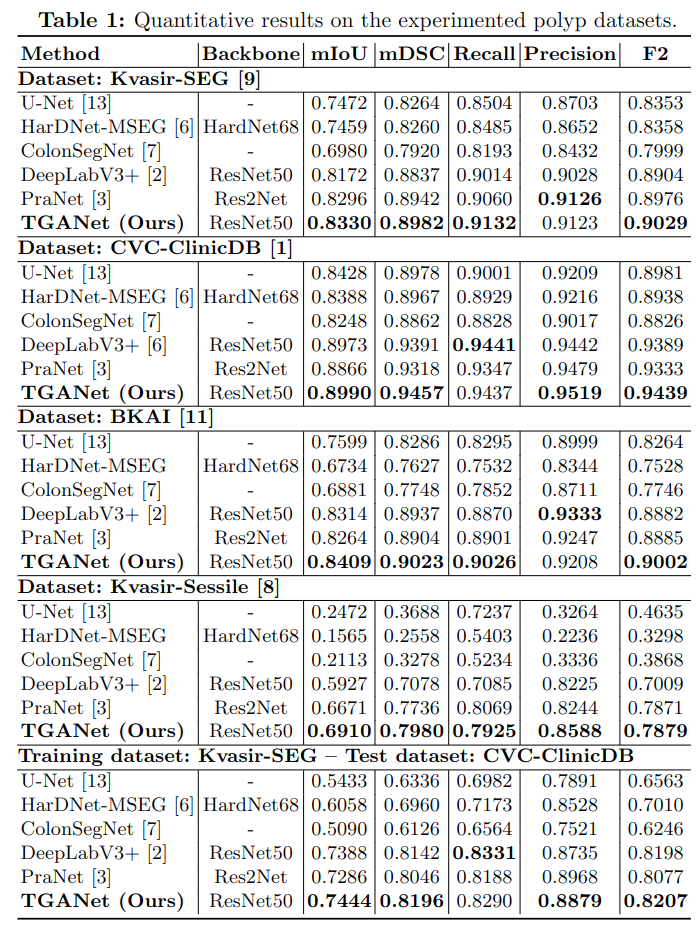 Table 1: Quantitative results on the experimented polyp datasets.
Method Backbone mIoU mDSC Recall Precision F2
Dataset: Kvasir-SEG [9]
U-Net [13] - 0.7472 0.8264 0.8504 0.8703 0.8353
HarDNet-MSEG [6] HardNet68 0.7459 0.8260 0.8485 0.8652 0.8358
ColonSegNet [7] - 0.6980 0.7920 0.8193 0.8432 0.7999
DeepLabV3+ [2] ResNet50 0.8172 0.8837 0.9014 0.9028 0.8904
PraNet [3] Res2Net 0.8296 0.8942 0.9060 0.9126 0.8976
TGANet (Ours) ResNet50 0.8330 0.8982 0.9132 0.9123 0.9029
Dataset: CVC-ClinicDB [1]
U-Net [13] - 0.8428 0.8978 0.9001 0.9209 0.8981
HarDNet-MSEG [6] HardNet68 0.8388 0.8967 0.8929 0.9216 0.8938
ColonSegNet [7] - 0.8248 0.8862 0.8828 0.9017 0.8826
DeepLabV3+ [6] ResNet50 0.8973 0.9391 0.9441 0.9442 0.9389
PraNet [3] Res2Net 0.8866 0.9318 0.9347 0.9479 0.9333
TGANet (Ours) ResNet50 0.8990 0.9457 0.9437 0.9519 0.9439
Dataset: BKAI [11]
U-Net [13] - 0.7599 0.8286 0.8295 0.8999 0.8264
HarDNet-MSEG HardNet68 0.6734 0.7627 0.7532 0.8344 0.7528
ColonSegNet [7] - 0.6881 0.7748 0.7852 0.8711 0.7746
DeepLabV3+ [2] ResNet50 0.8314 0.8937 0.8870 0.9333 0.8882
PraNet [3] Res2Net 0.8264 0.8904 0.8901 0.9247 0.8885
TGANet (Ours) ResNet50 0.8409 0.9023 0.9026 0.9208 0.9002
Dataset: Kvasir-Sessile [8]
U-Net [13] - 0.2472 0.3688 0.7237 0.3264 0.4635
HarDNet-MSEG HardNet68 0.1565 0.2558 0.5403 0.2236 0.3298
ColonSegNet [7] - 0.2113 0.3278 0.5234 0.3336 0.3868
DeepLabV3+ [2] ResNet50 0.5927 0.7078 0.7085 0.8225 0.7009
PraNet [3] Res2Net 0.6671 0.7736 0.8069 0.8244 0.7871
TGANet (Ours) ResNet50 0.6910 0.7980 0.7925 0.8588 0.7879
Training dataset: Kvasir-SEG – Test dataset: CVC-ClinicDB
U-Net [13] - 0.5433 0.6336 0.6982 0.7891 0.6563
HarDNet-MSEG [6] HardNet68 0.6058 0.6960 0.7173 0.8528 0.7010
ColonSegNet [7] - 0.5090 0.6126 0.6564 0.7521 0.6246
DeepLabV3+ [2] ResNet50 0.7388 0.8142 0.8331 0.8735 0.8198
PraNet [3] Res2Net 0.7286 0.8046 0.8188 0.8968 0.8077
TGANet (Ours) ResNet50 0.7444 0.8196 0.8290 0.8879 0.8207